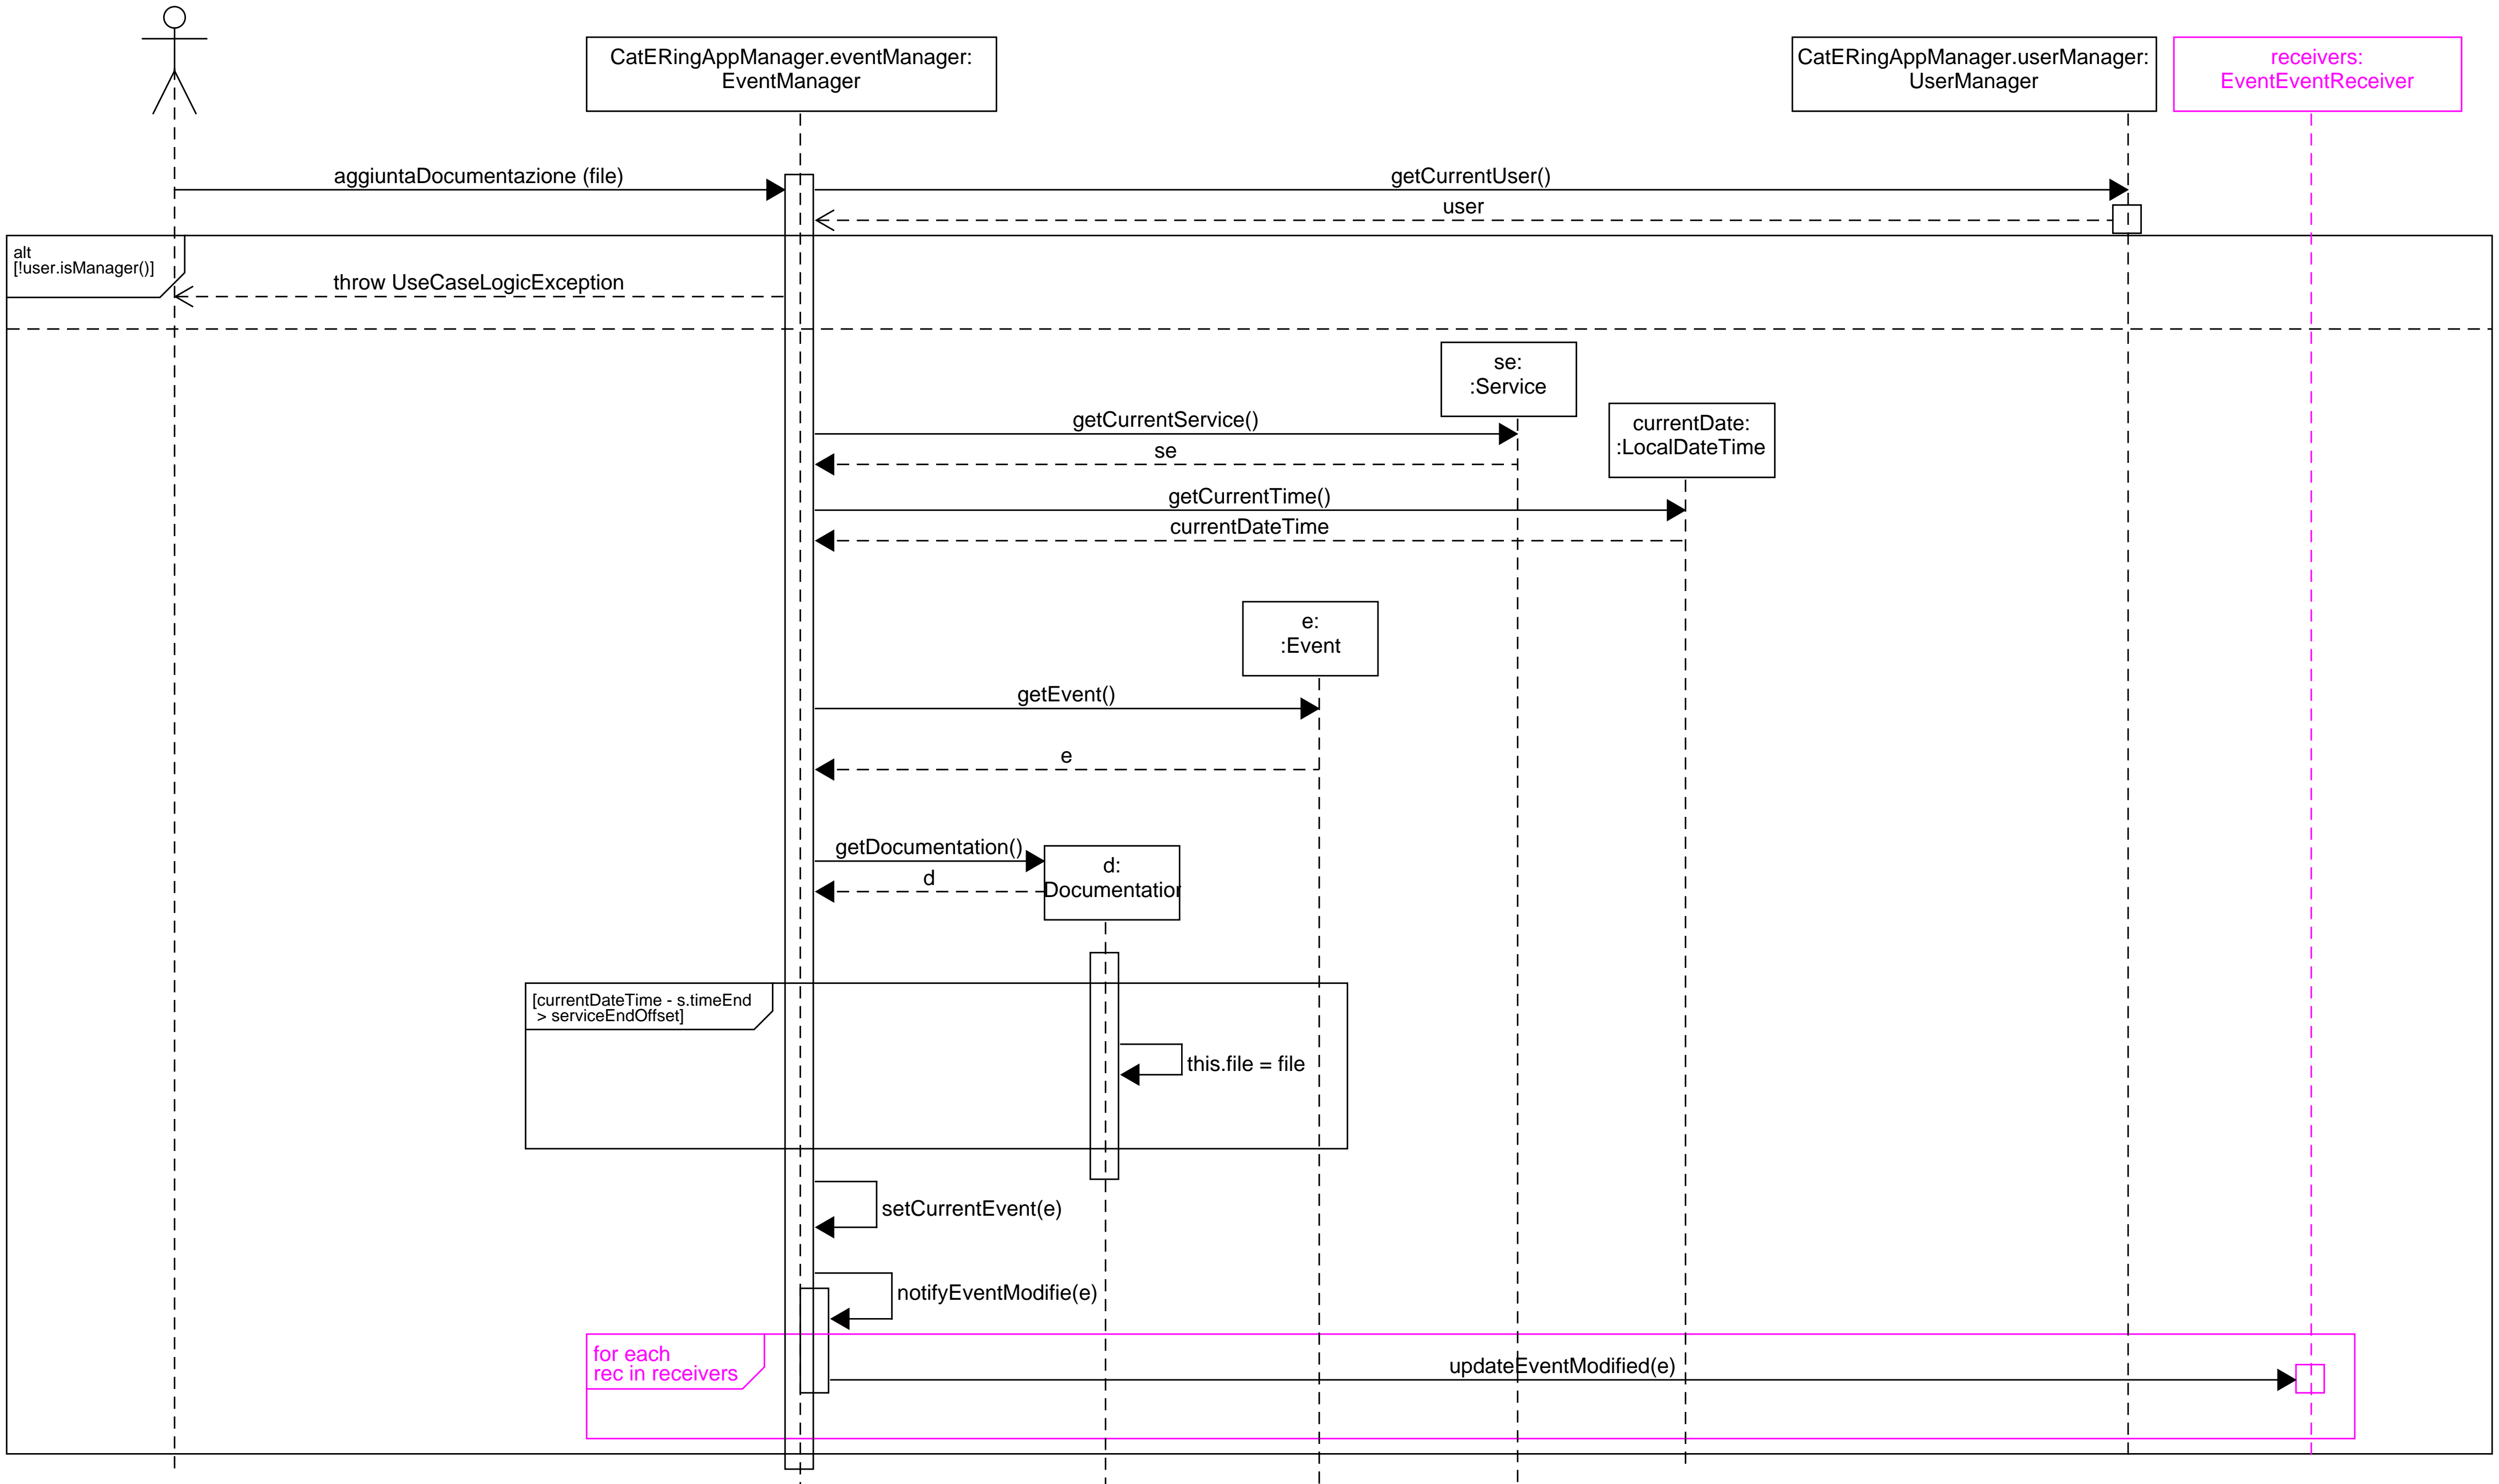 CatERingAppManager.eventManager:
EventManager
CatERingAppManager.userManager:
UserManager
receivers:
EventEventReceiver
aggiuntaDocumentazione (file)
getCurrentUser()
user
alt
[!user.isManager()]
throw UseCaseLogicException
se:
:Service
getCurrentService()
currentDate:
:LocalDateTime
se
getCurrentTime()
currentDateTime
e:
:Event
getEvent()
e
getDocumentation()
d:
d
Documentation
[currentDateTime - s.timeEnd
> serviceEndOffset]
this.file = file
setCurrentEvent(e)
notifyEventModifie(e)
for each
rec in receivers
updateEventModified(e)